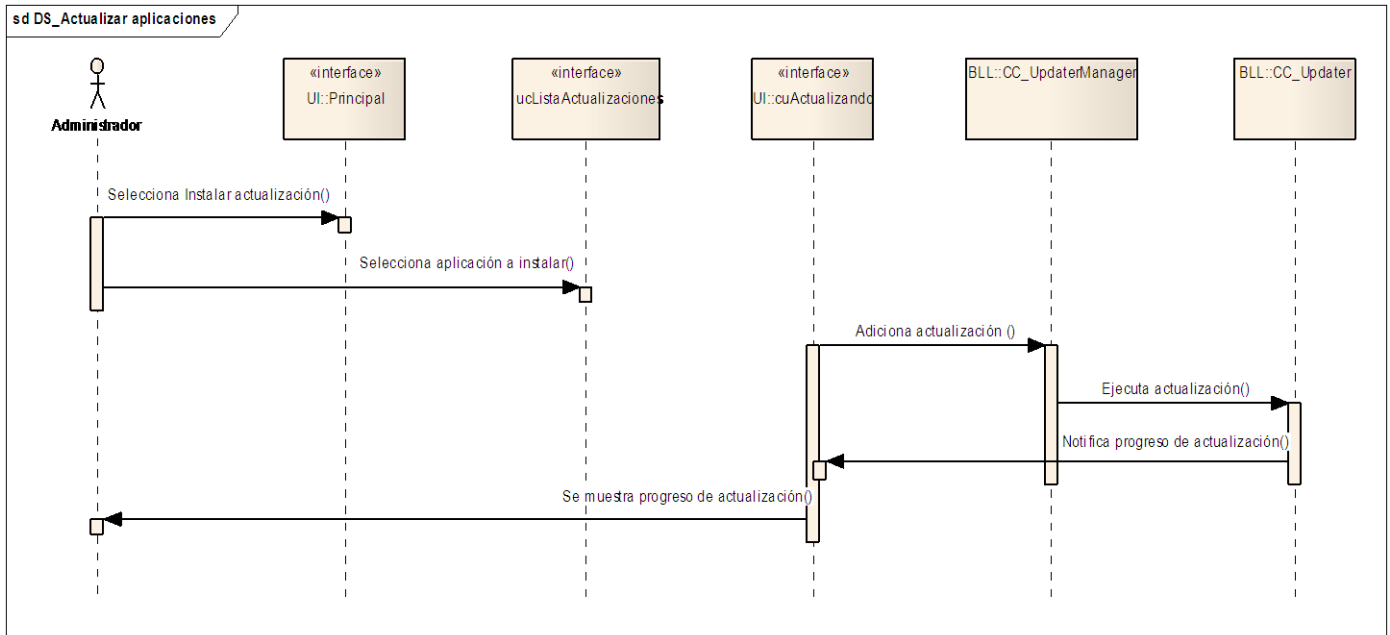 sd DS_Actualizar aplicaciones
Administrador
«interface»
UI::Principal
«interface»
ucListaActualizaciones
«interface»
UI::cuActualizando
BLL::CC_UpdaterManager
BLL::CC_Updater
Selecciona Instalar actualización()
Selecciona aplicación a instalar()
Adiciona actualización ()
Ejecuta actualización()
Notifica progreso de actualización()
Se muestra progreso de actualización()